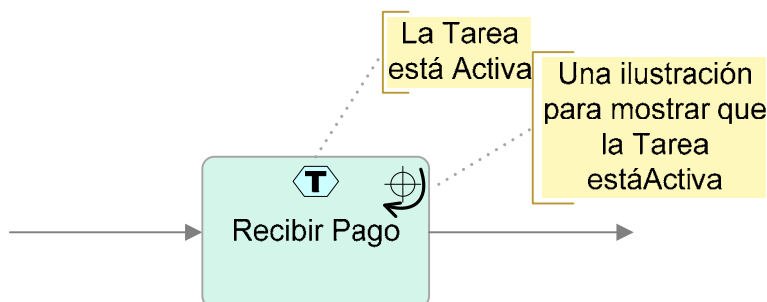 La Tarea
está Activa
Una ilustración
para mostrar que
la Tarea
estáActiva
T
Recibir Pago